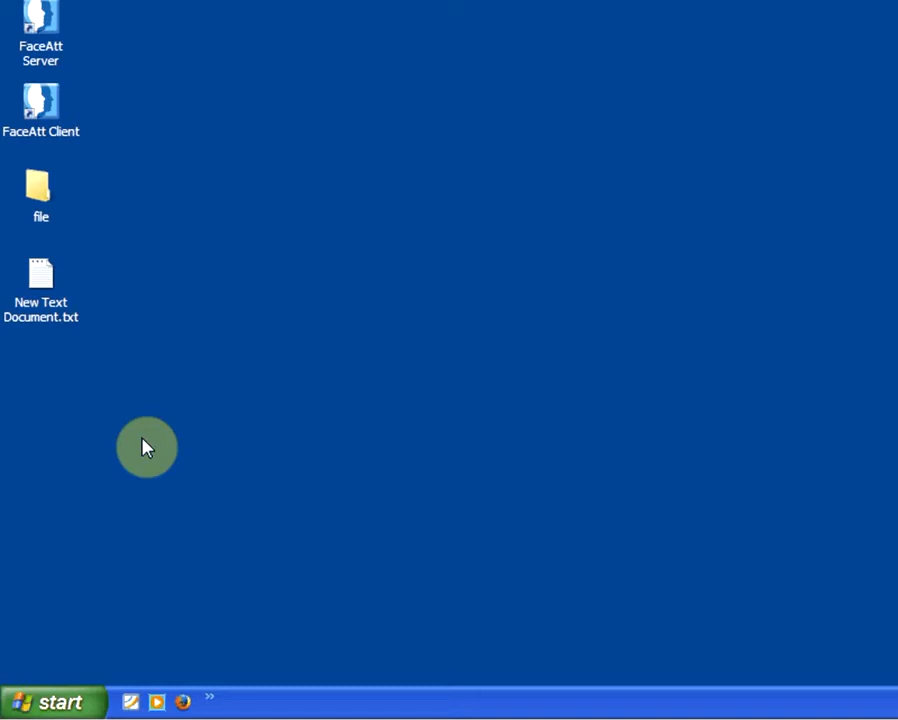 FaceAtt
Server
FaceAtt Client
file
New Text
Document.txt
start